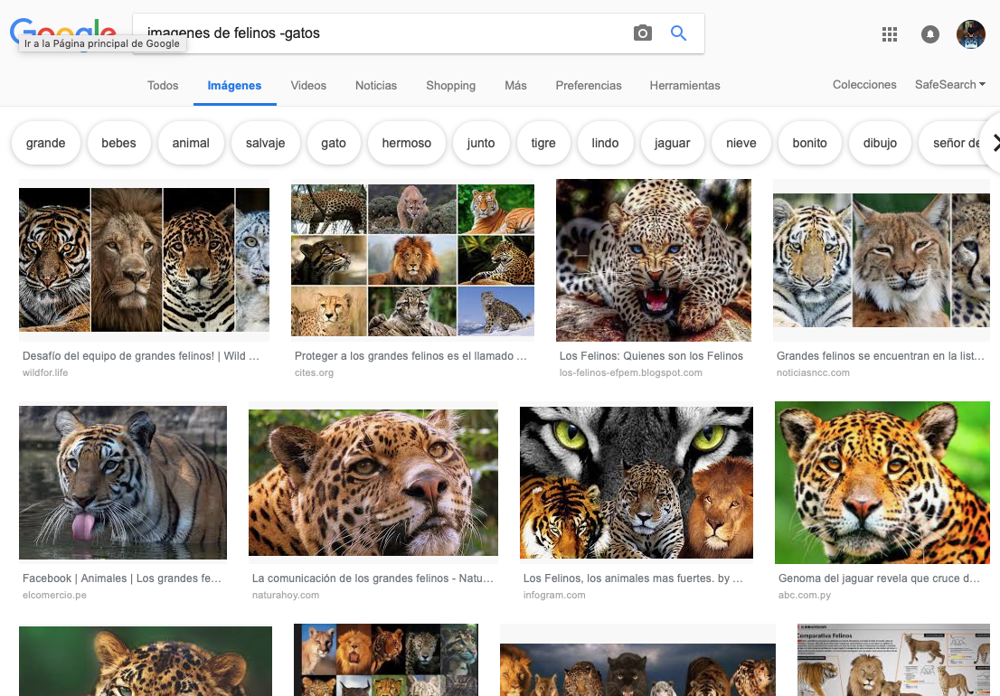 Google
imagenes de felinos -gatos
Ir a la Página principal de Google
Todos Imágenes Videos Noticias Shopping Más Preferencias Herramientas Colecciones SafeSearch
grande bebes animal salvaje gato hermoso junto tigre lindo jaguar nieve bonito dibujo señor de
Desafío del equipo de grandes felinos! | Wild ...
wildfor.life
Proteger a los grandes felinos es el llamado ...
cites.org
Los Felinos: Quienes son los Felinos
los-felinos-efpem.blogspot.com
Grandes felinos se encuentran en la list...
noticiasncc.com
Facebook | Animales | Los grandes fe...
elcomercio.pe
La comunicación de los grandes felinos - Natu...
naturahoy.com
Los Felinos, los animales mas fuertes. by ...
infogram.com
Genoma del jaguar revela que cruce d...
abc.com.py
Comparativa Felinos